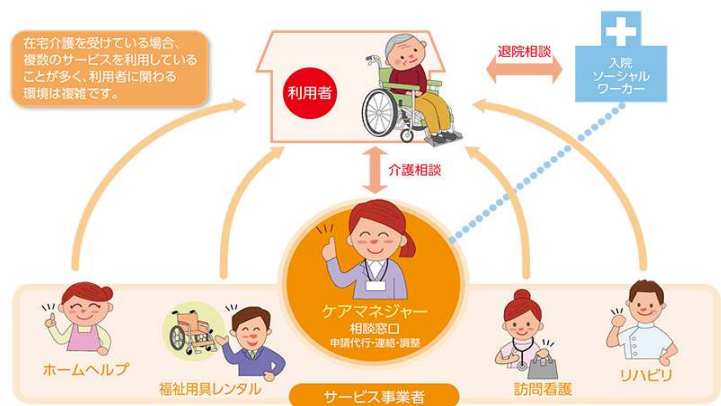 在宅介護を受けている場合、
複数のサービスを利用している
ことが多く、利用者に関わる
環境は複雑です。
利用者
退院相談
入院
ソーシャル
ワーカー
介護相談
ケアマネジャー
相談窓口
申請代行・連絡・調整
ホームヘルプ
福祉用具レンタル
訪問看護
リハビリ
サービス事業者